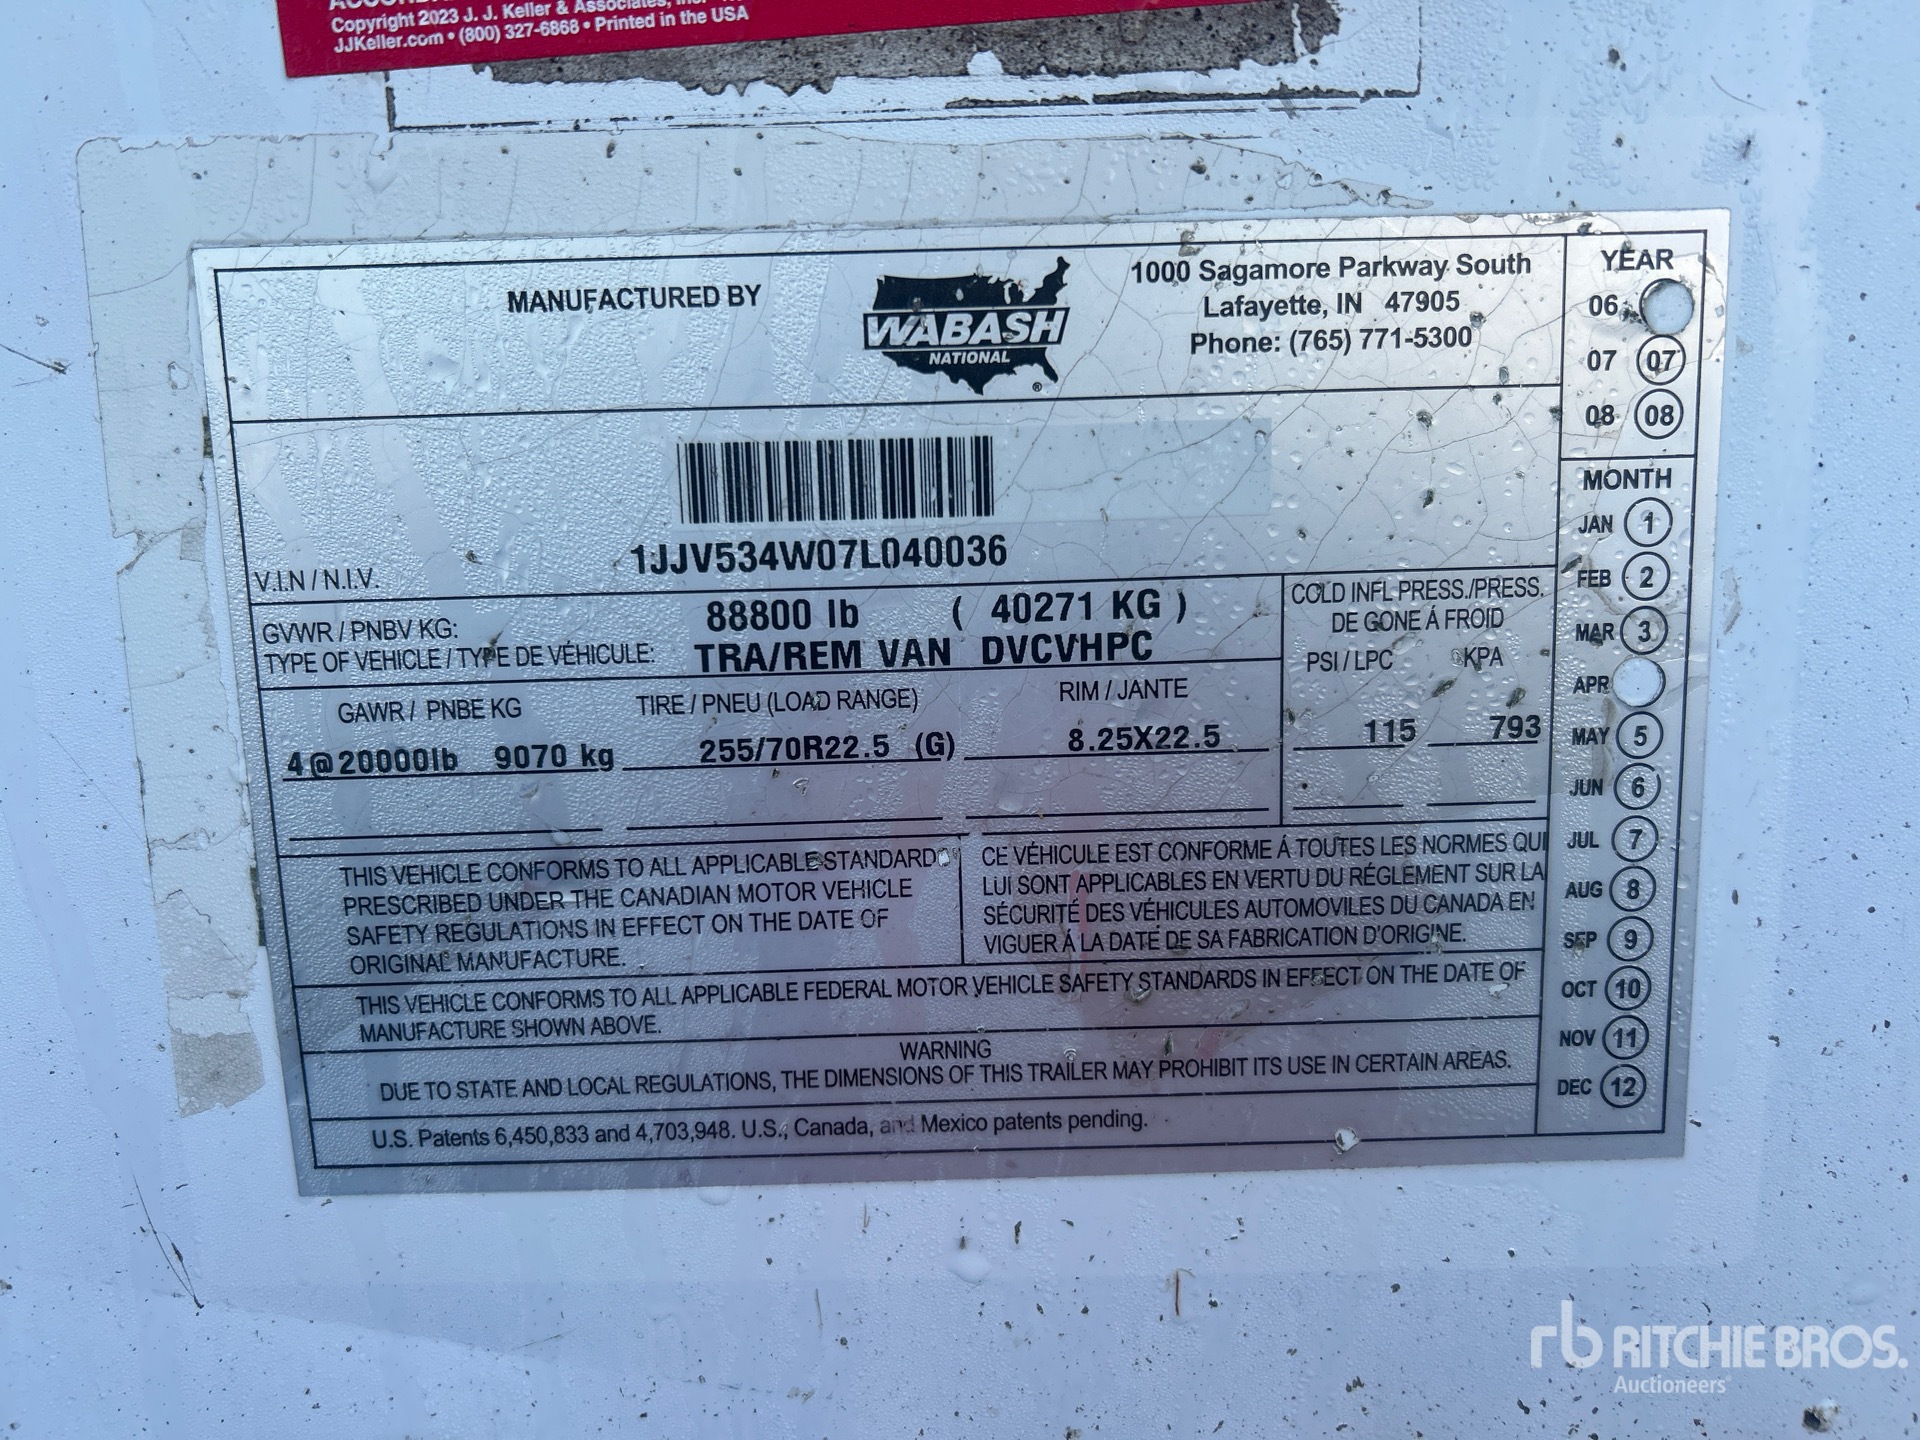 Copyright 2023 J. J. Keller & Associates, Inc.
JJKeller.com • (800) 327-6868 • Printed in the USA
MANUFACTURED BY
WABASH
NATIONAL
®
1000 Sagamore Parkway South
Lafayette, IN 47905
Phone: (765) 771-5300
YEAR
06
07 07
08 08
1JJV534W07L040036
V.I.N / N.I.V.
GVWR / PNBV KG: 88800 lb ( 40271 KG )
TYPE OF VEHICLE / TYPE DE VÉHICULE: TRA/REM VAN DVCVHPC
COLD INFL PRESS./PRESS.
DE GONE Á FROID
PSI / LPC KPA
GAWR / PNBE KG TIRE / PNEU (LOAD RANGE) RIM / JANTE
4@20000lb 9070 kg 255/70R22.5 (G) 8.25X22.5 115 793
THIS VEHICLE CONFORMS TO ALL APPLICABLE STANDARDS
PRESCRIBED UNDER THE CANADIAN MOTOR VEHICLE
SAFETY REGULATIONS IN EFFECT ON THE DATE OF
ORIGINAL MANUFACTURE.
CE VÉHICULE EST CONFORME Á TOUTES LES NORMES QUI
LUI SONT APPLICABLES EN VERTU DU RÉGLEMENT SUR LA
SÉCURITÉ DES VÉHICULES AUTOMOVILES DU CANADA EN
VIGUER Á LA DATE DE SA FABRICATION D'ORIGINE.
THIS VEHICLE CONFORMS TO ALL APPLICABLE FEDERAL MOTOR VEHICLE SAFETY STANDARDS IN EFFECT ON THE DATE OF
MANUFACTURE SHOWN ABOVE.
WARNING
DUE TO STATE AND LOCAL REGULATIONS, THE DIMENSIONS OF THIS TRAILER MAY PROHIBIT ITS USE IN CERTAIN AREAS.
U.S. Patents 6,450,833 and 4,703,948. U.S., Canada, and Mexico patents pending.
MONTH
JAN 1
FEB 2
MAR 3
APR
MAY 5
JUN 6
JUL 7
AUG 8
SEP 9
OCT 10
NOV 11
DEC 12
rb RITCHIE BROS.
Auctioneers